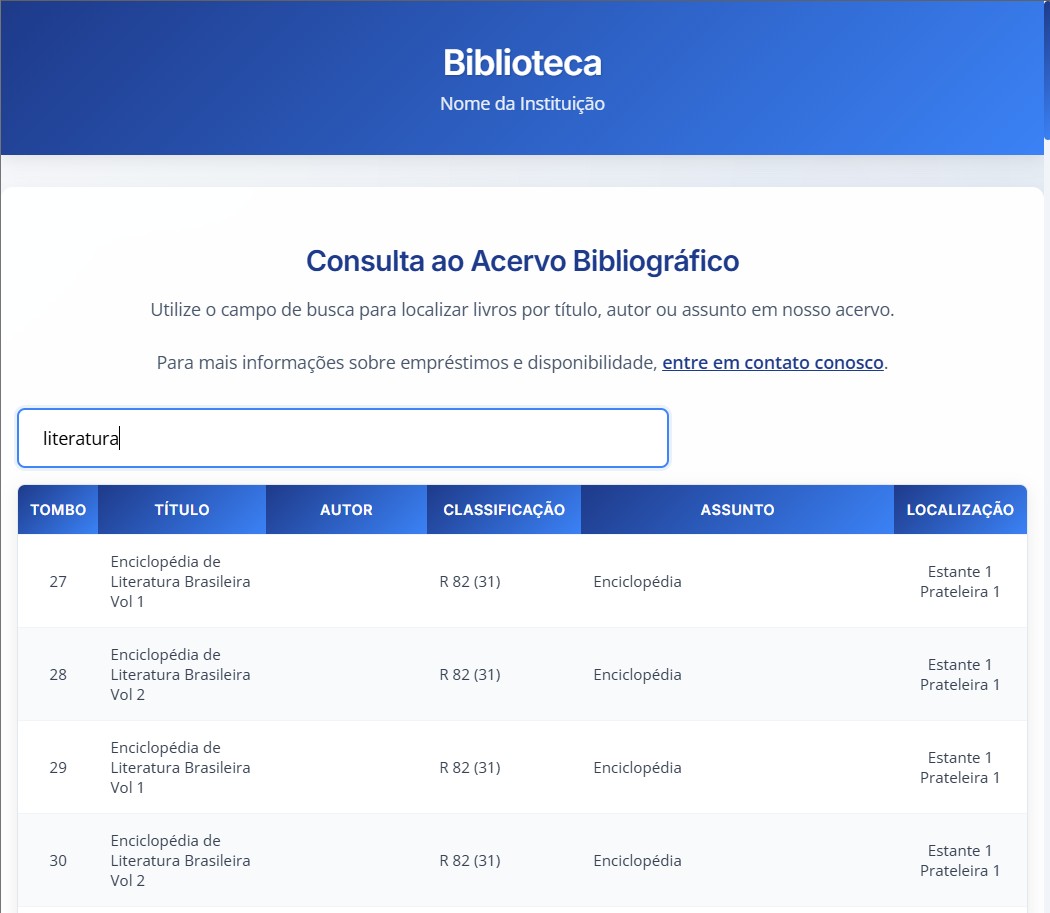 Biblioteca
Nome da Instituição
Consulta ao Acervo Bibliográfico
Utilize o campo de busca para localizar livros por título, autor ou assunto em nosso acervo.
Para mais informações sobre empréstimos e disponibilidade, entre em contato conosco.
literatura
TOMBO TÍTULO AUTOR CLASSIFICAÇÃO ASSUNTO LOCALIZAÇÃO
27
Enciclopédia de
Literatura Brasileira
Vol 1
R 82 (31)
Enciclopédia
Estante 1
Prateleira 1
28
Enciclopédia de
Literatura Brasileira
Vol 2
R 82 (31)
Enciclopédia
Estante 1
Prateleira 1
29
Enciclopédia de
Literatura Brasileira
Vol 1
R 82 (31)
Enciclopédia
Estante 1
Prateleira 1
30
Enciclopédia de
Literatura Brasileira
Vol 2
R 82 (31)
Enciclopédia
Estante 1
Prateleira 1